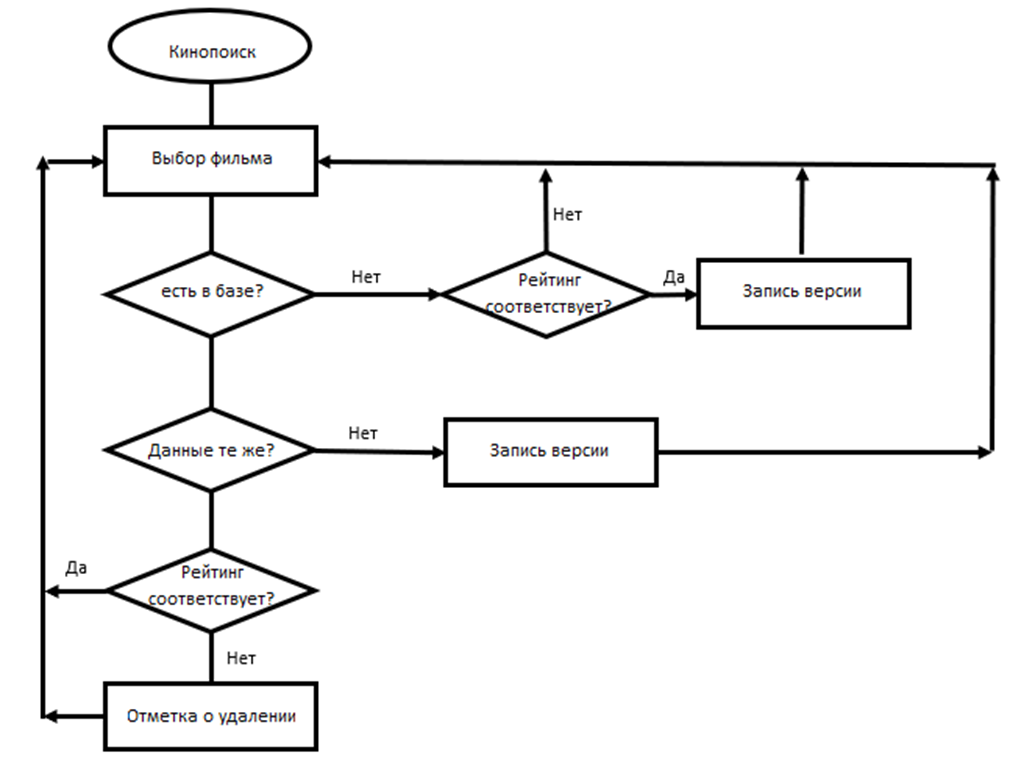 Кинопоиск
Выбор фильма
Нет
есть в базе?
Нет
Рейтинг
соответствует?
Да
Запись версии
Данные те же?
Нет
Запись версии
Да
Рейтинг
соответствует?
Нет
Отметка о удалении